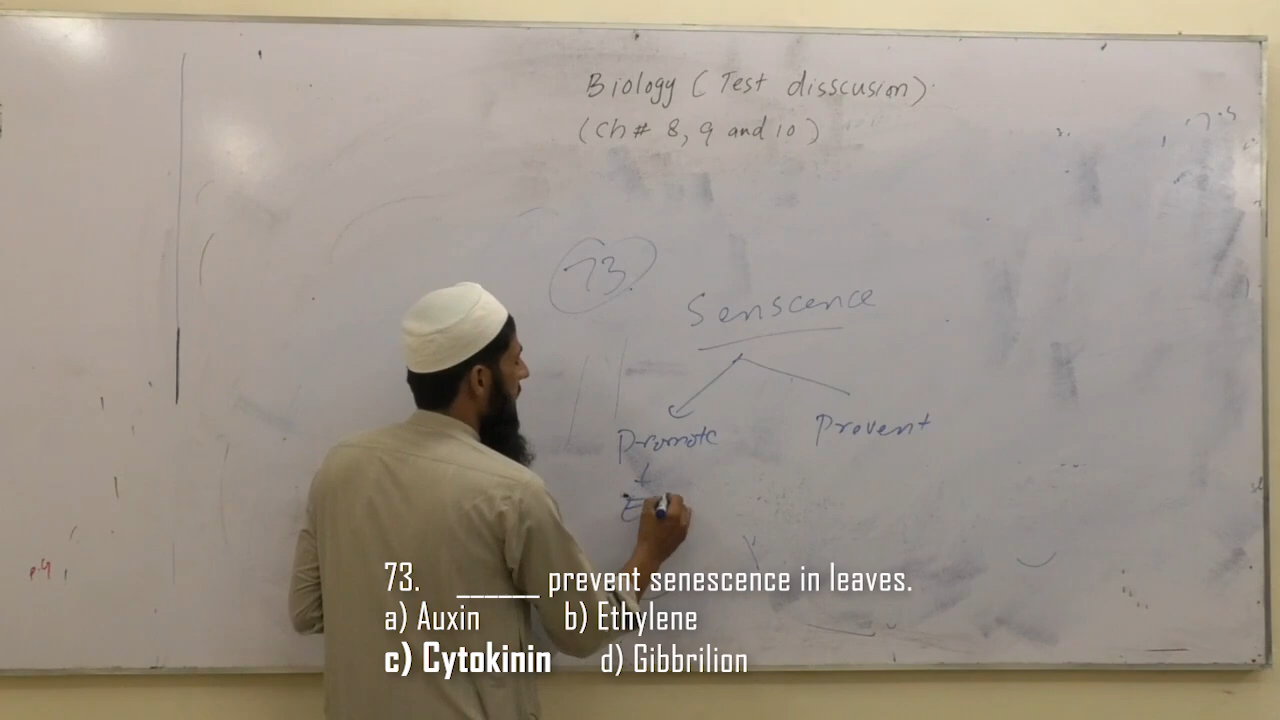 Biology (Test disscusion)
(Ch# 8, 9 and 10)
73.
Senscence
Promote Prevent
E
73. ______ prevent senescence in leaves.
a) Auxin b) Ethylene
c) Cytokinin d) Gibbrilion